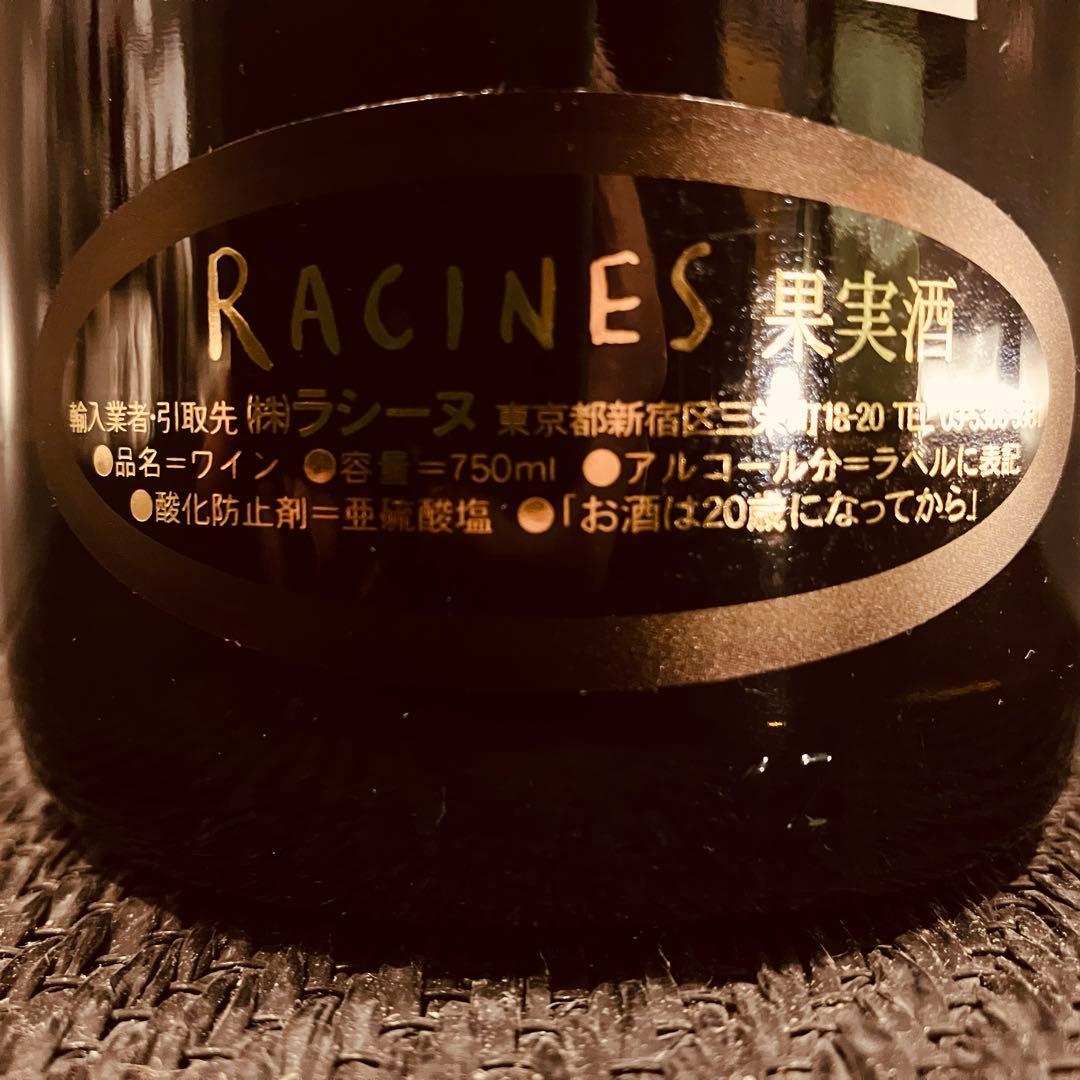 RACINES 果実酒
輸入業者・引取先 (株)ラシーヌ 東京都新宿区三栄町18-20 TEL
●品名=ワイン ●容量=750ml ●アルコール分=ラベルに表記
●酸化防止剤=亜硫酸塩 ●「お酒は20歳になってから」